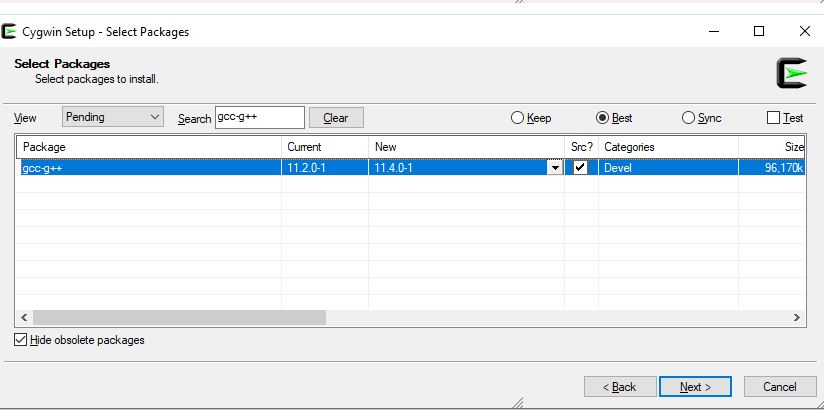 Cygwin Setup - Select Packages
Select Packages
Select packages to install.
View Pending Search gcc-g++ Clear Keep Best Sync Test
Package Current New Src? Categories Size
gcc-g++ 11.2.0-1 11.4.0-1 Devel 96,170k
Hide obsolete packages
< Back Next > Cancel